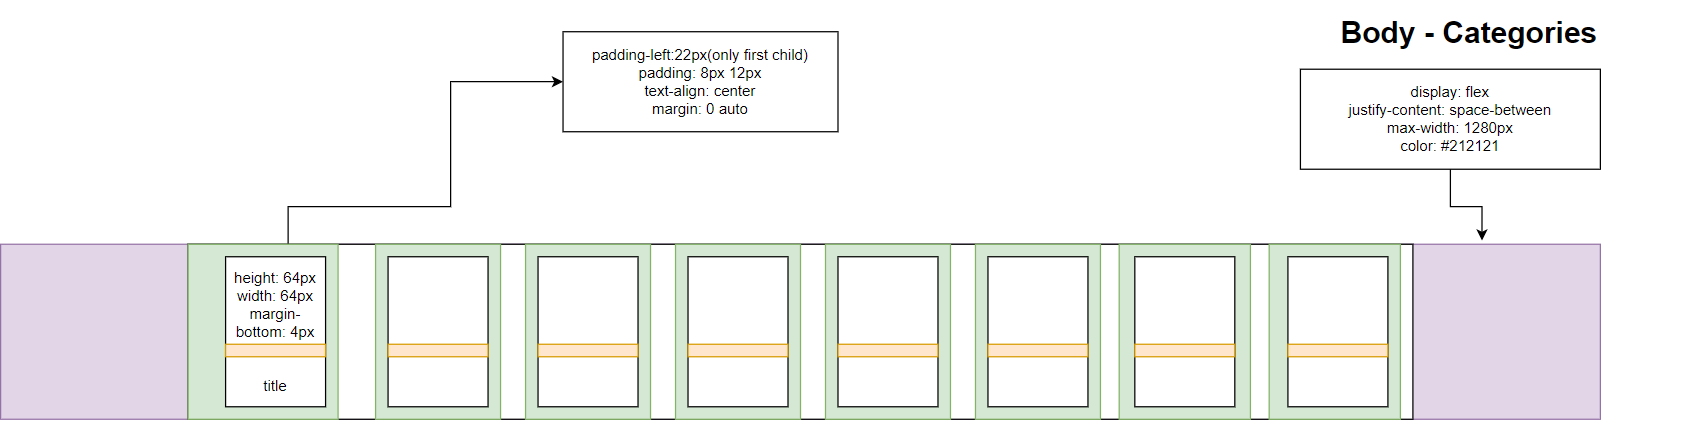 Body - Categories
padding-left:22px(only first child)
padding: 8px 12px
text-align: center
margin: 0 auto
display: flex
justify-content: space-between
max-width: 1280px
color: #212121
height: 64px
width: 64px
margin-
bottom: 4px
title